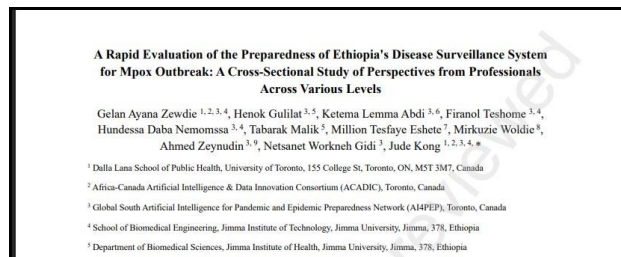 A Rapid Evaluation of the Preparedness of Ethiopia's Disease Surveillance System
for Mpox Outbreak: A Cross-Sectional Study of Perspectives from Professionals
Across Various Levels
Gelan Ayana Zewdie 1, 2, 3, 4, Henok Gulilat 3, 5, Ketema Lemma Abdi 3, 6, Firanol Teshome 3, 4,
Hundessa Daba Nemomssa 3, 4, Tabarak Malik 5, Million Tesfaye Eshete 7, Mirkuzie Woldie 8,
Ahmed Zeynudin 3, 9, Netsanet Workneh Gidi 3, Jude Kong 1, 2, 3, 4, *
1 Dalla Lana School of Public Health, University of Toronto, 155 College St, Toronto, ON, M5T 3M7, Canada
2 Africa-Canada Artificial Intelligence & Data Innovation Consortium (ACADIC), Toronto, Canada
3 Global South Artificial Intelligence for Pandemic and Epidemic Preparedness Network (AI4PEP), Toronto, Canada
4 School of Biomedical Engineering, Jimma Institute of Technology, Jimma University, Jimma, 378, Ethiopia
5 Department of Biomedical Sciences, Jimma Institute of Health, Jimma University, Jimma, 378, Ethiopia
reviewed